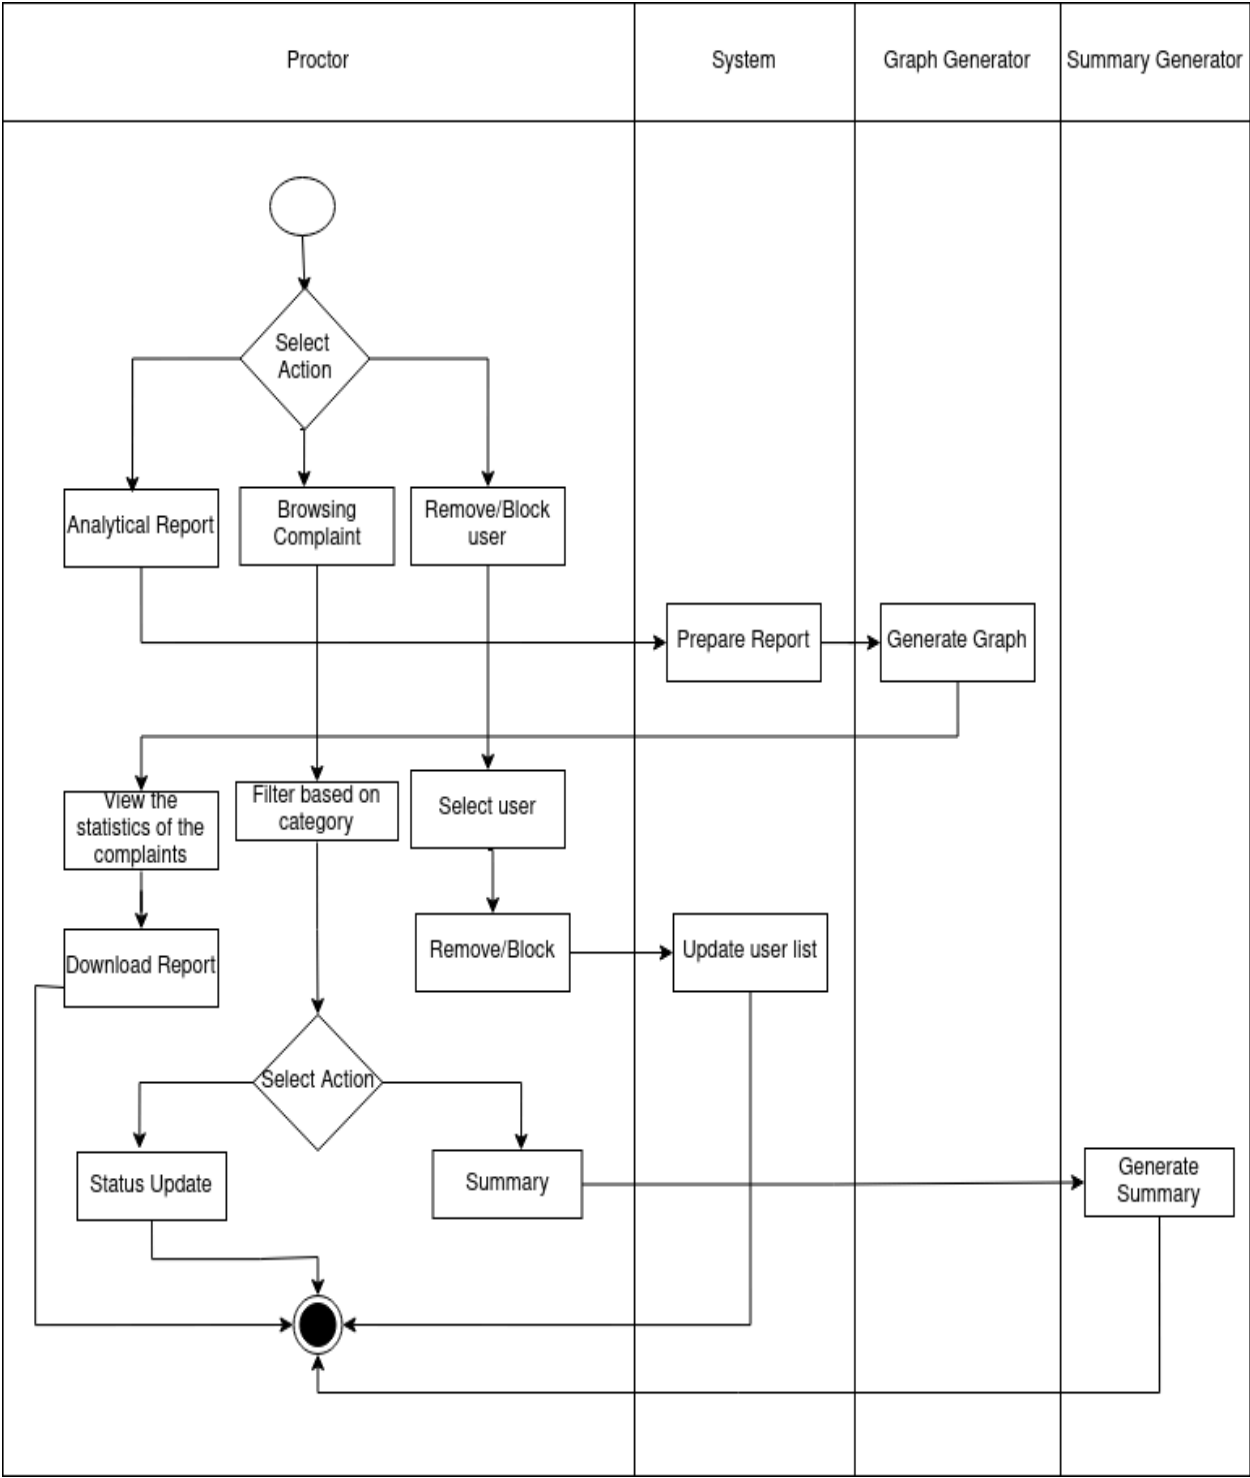 Proctor
System
Graph Generator
Summary Generator
Select
Action
Analytical Report
Browsing
Complaint
Remove/Block
user
Prepare Report
Generate Graph
View the
statistics of the
complaints
Filter based on
category
Select user
Download Report
Remove/Block
Update user list
Select Action
Status Update
Summary
Generate
Summary